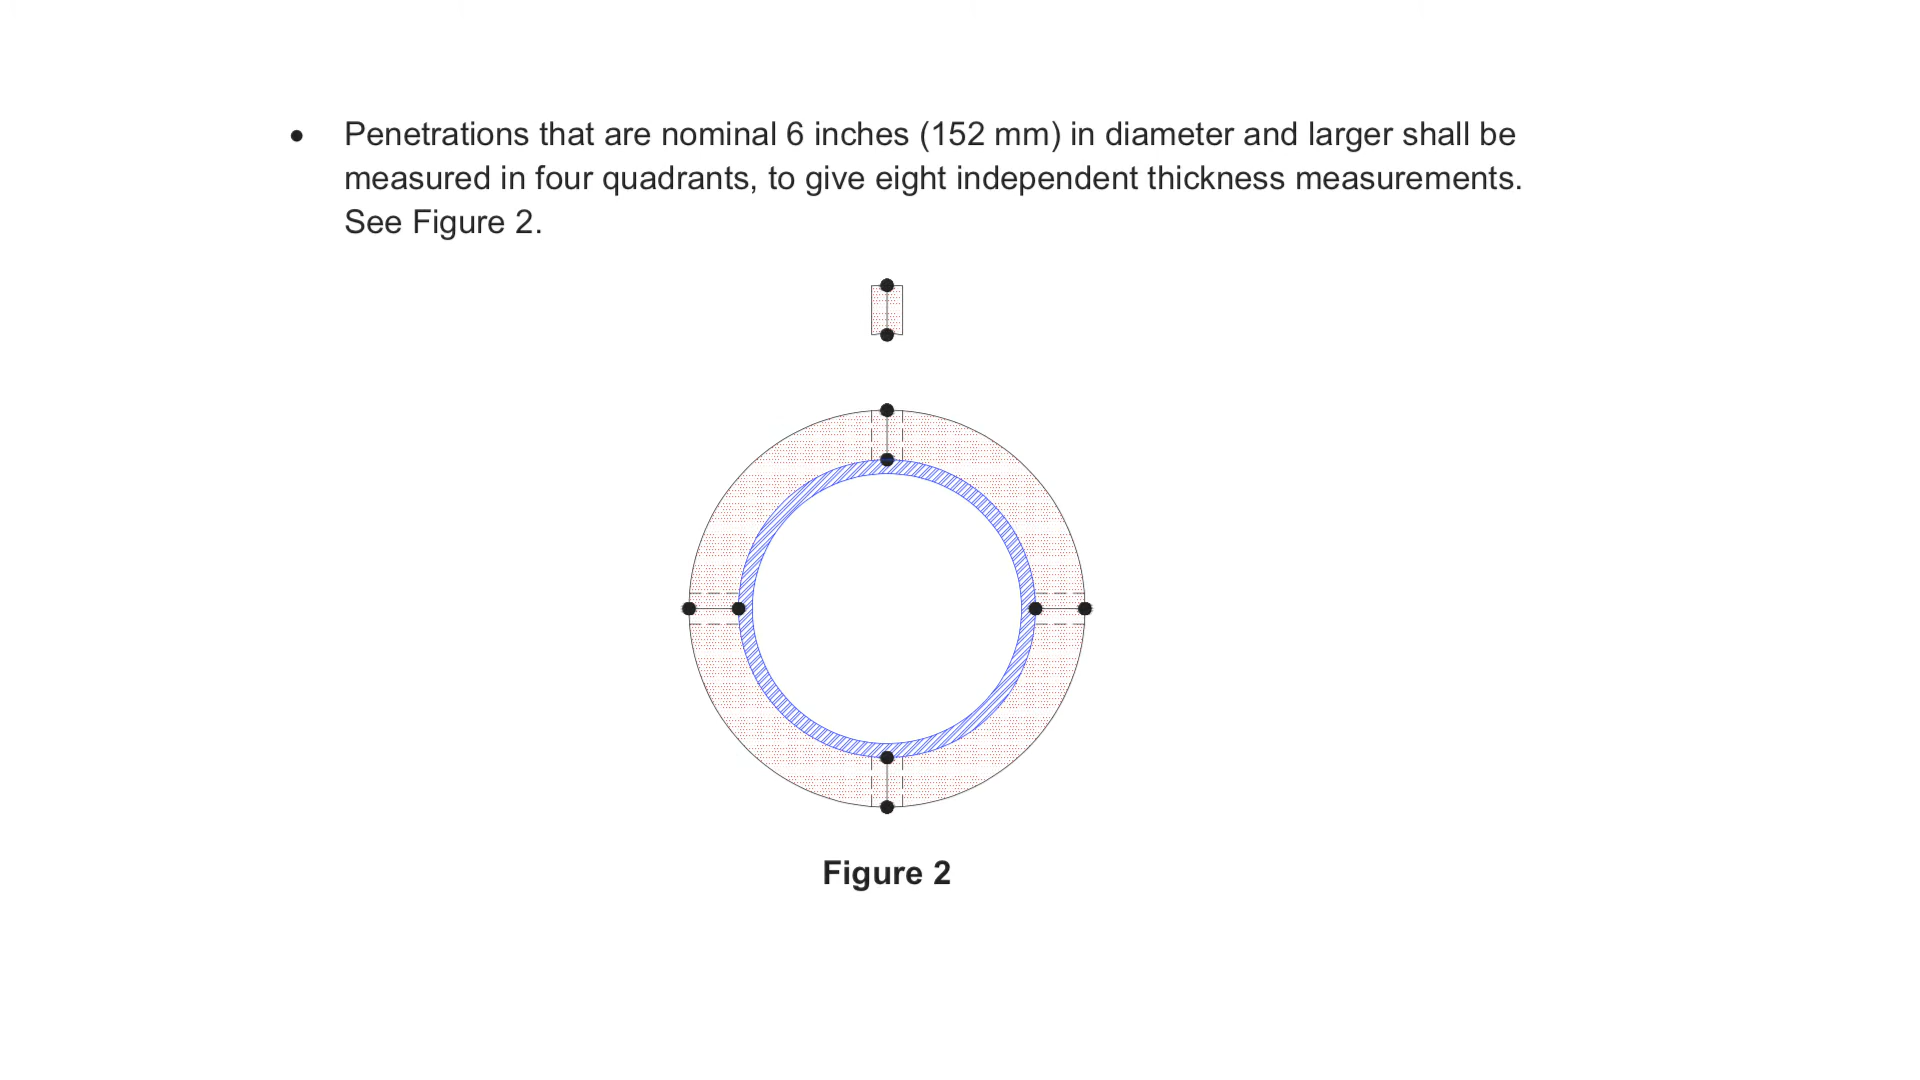 • Penetrations that are nominal 6 inches (152 mm) in diameter and larger shall be
measured in four quadrants, to give eight independent thickness measurements.
See Figure 2.
Figure 2